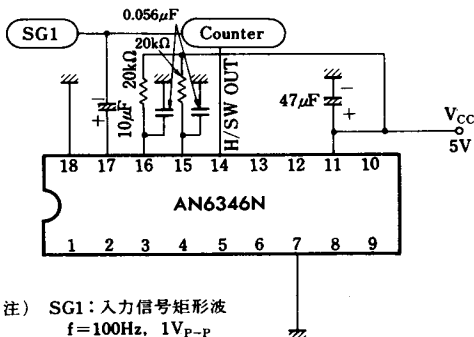 0.056μF
SG1
Counter
20kΩ
20kΩ
10μF
H/SW OUT
47μF
VCC
5V
− + − +
18 17 16 15 14 13 12 11 10
AN6346N
1 2 3 4 5 6 7 8 9
注） SG1：入力信号矩形波
f＝100Hz， 1VP-P